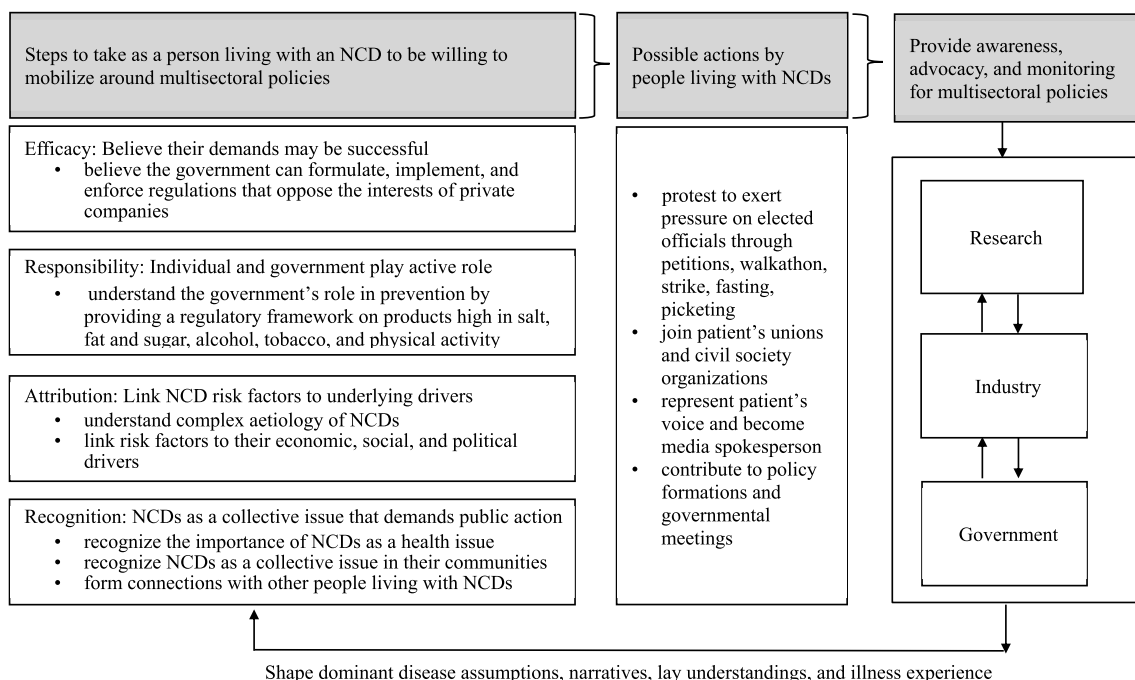 Steps to take as a person living with an NCD to be willing to
mobilize around multisectoral policies
Efficacy: Believe their demands may be successful
• believe the government can formulate, implement, and
enforce regulations that oppose the interests of private
companies
Responsibility: Individual and government play active role
• understand the government’s role in prevention by
providing a regulatory framework on products high in salt,
fat and sugar, alcohol, tobacco, and physical activity
Attribution: Link NCD risk factors to underlying drivers
• understand complex aetiology of NCDs
• link risk factors to their economic, social, and political
drivers
Recognition: NCDs as a collective issue that demands public action
• recognize the importance of NCDs as a health issue
• recognize NCDs as a collective issue in their communities
• form connections with other people living with NCDs
Possible actions by
people living with NCDs
• protest to exert
pressure on elected
officials through
petitions, walkathon,
strike, fasting,
picketing
• join patient’s unions
and civil society
organizations
• represent patient’s
voice and become
media spokesperson
• contribute to policy
formations and
governmental
meetings
Provide awareness,
advocacy, and monitoring
for multisectoral policies
Research
Industry
Government
Shape dominant disease assumptions, narratives, lay understandings, and illness experience